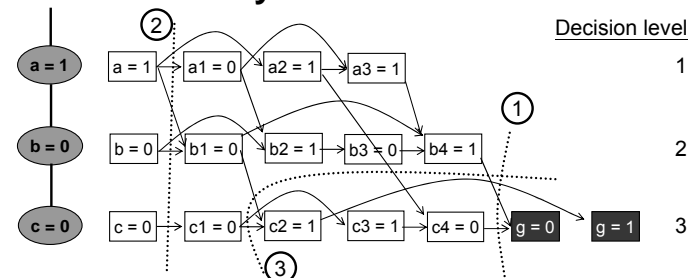 y
2
Decision level
a = 1
a = 1
a1 = 0
a2 = 1
a3 = 1
1
1
b = 0
b = 0
b1 = 0
b2 = 1
b3 = 0
b4 = 1
2
c = 0
c = 0
c1 = 0
c2 = 1
c3 = 1
c4 = 0
g = 0
g = 1
3
3